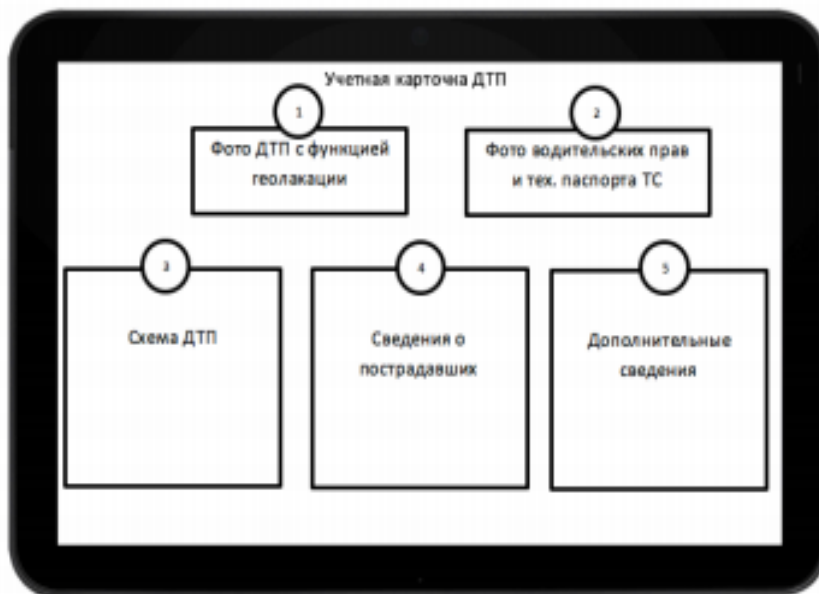 Учетная карточка ДТП
1
2
Фото ДТП с функцией
геолакации
Фото водительских прав
и тех. паспорта ТС
3
4
5
Схема ДТП
Сведения о
пострадавших
Дополнительные
сведения